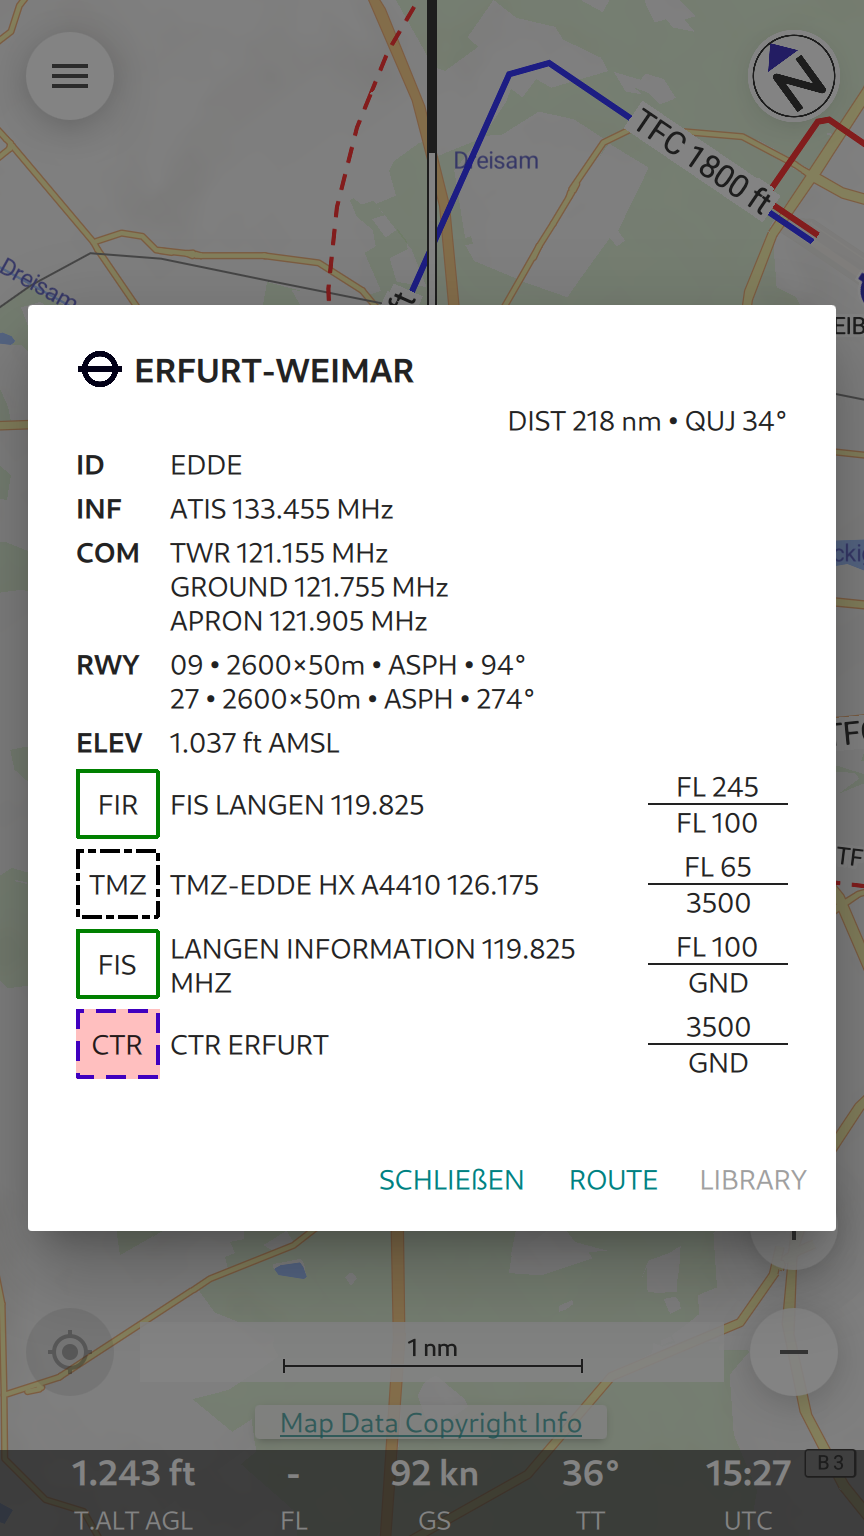 Dreisam
TFC 1800 ft
N
Dreisam
ft
EIB
ERFURT-WEIMAR
DIST 218 nm • QUJ 34°
ID EDDE
INF ATIS 133.455 MHz
COM TWR 121.155 MHz
GROUND 121.755 MHz
APRON 121.905 MHz
RWY 09 • 2600×50m • ASPH • 94°
27 • 2600×50m • ASPH • 274°
ELEV 1.037 ft AMSL
FIR FIS LANGEN 119.825 FL 245
FL 100
TMZ TMZ-EDDE HX A4410 126.175 FL 65
3500
FIS LANGEN INFORMATION 119.825 MHZ FL 100
GND
CTR CTR ERFURT 3500
GND
SCHLIEẞEN ROUTE LIBRARY
1 nm
Map Data Copyright Info
1.243 ft - 92 kn 36° 15:27
B 3
T.ALT AGL FL GS TT UTC